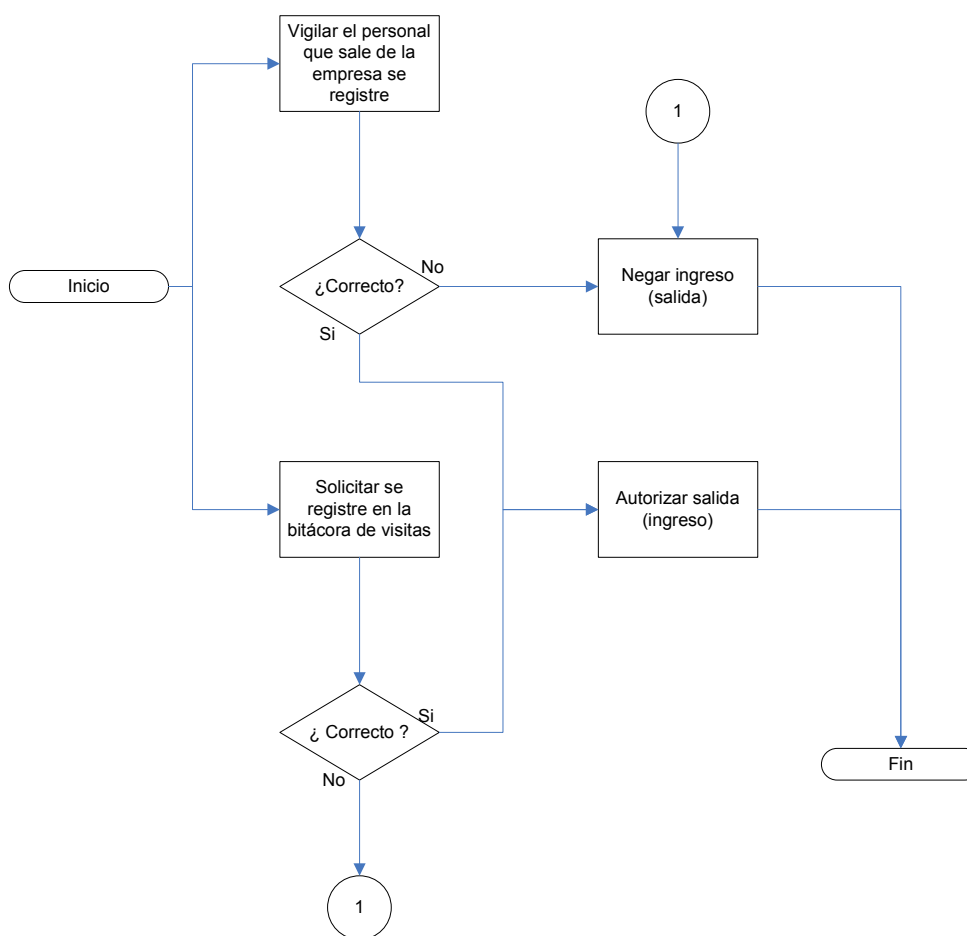 Vigilar el personal
que sale de la
empresa se
registre
1
Inicio
¿Correcto?
No
Si
Negar ingreso
(salida)
Solicitar se
registre en la
bitácora de visitas
Autorizar salida
(ingreso)
¿ Correcto ?
Si
No
Fin
1